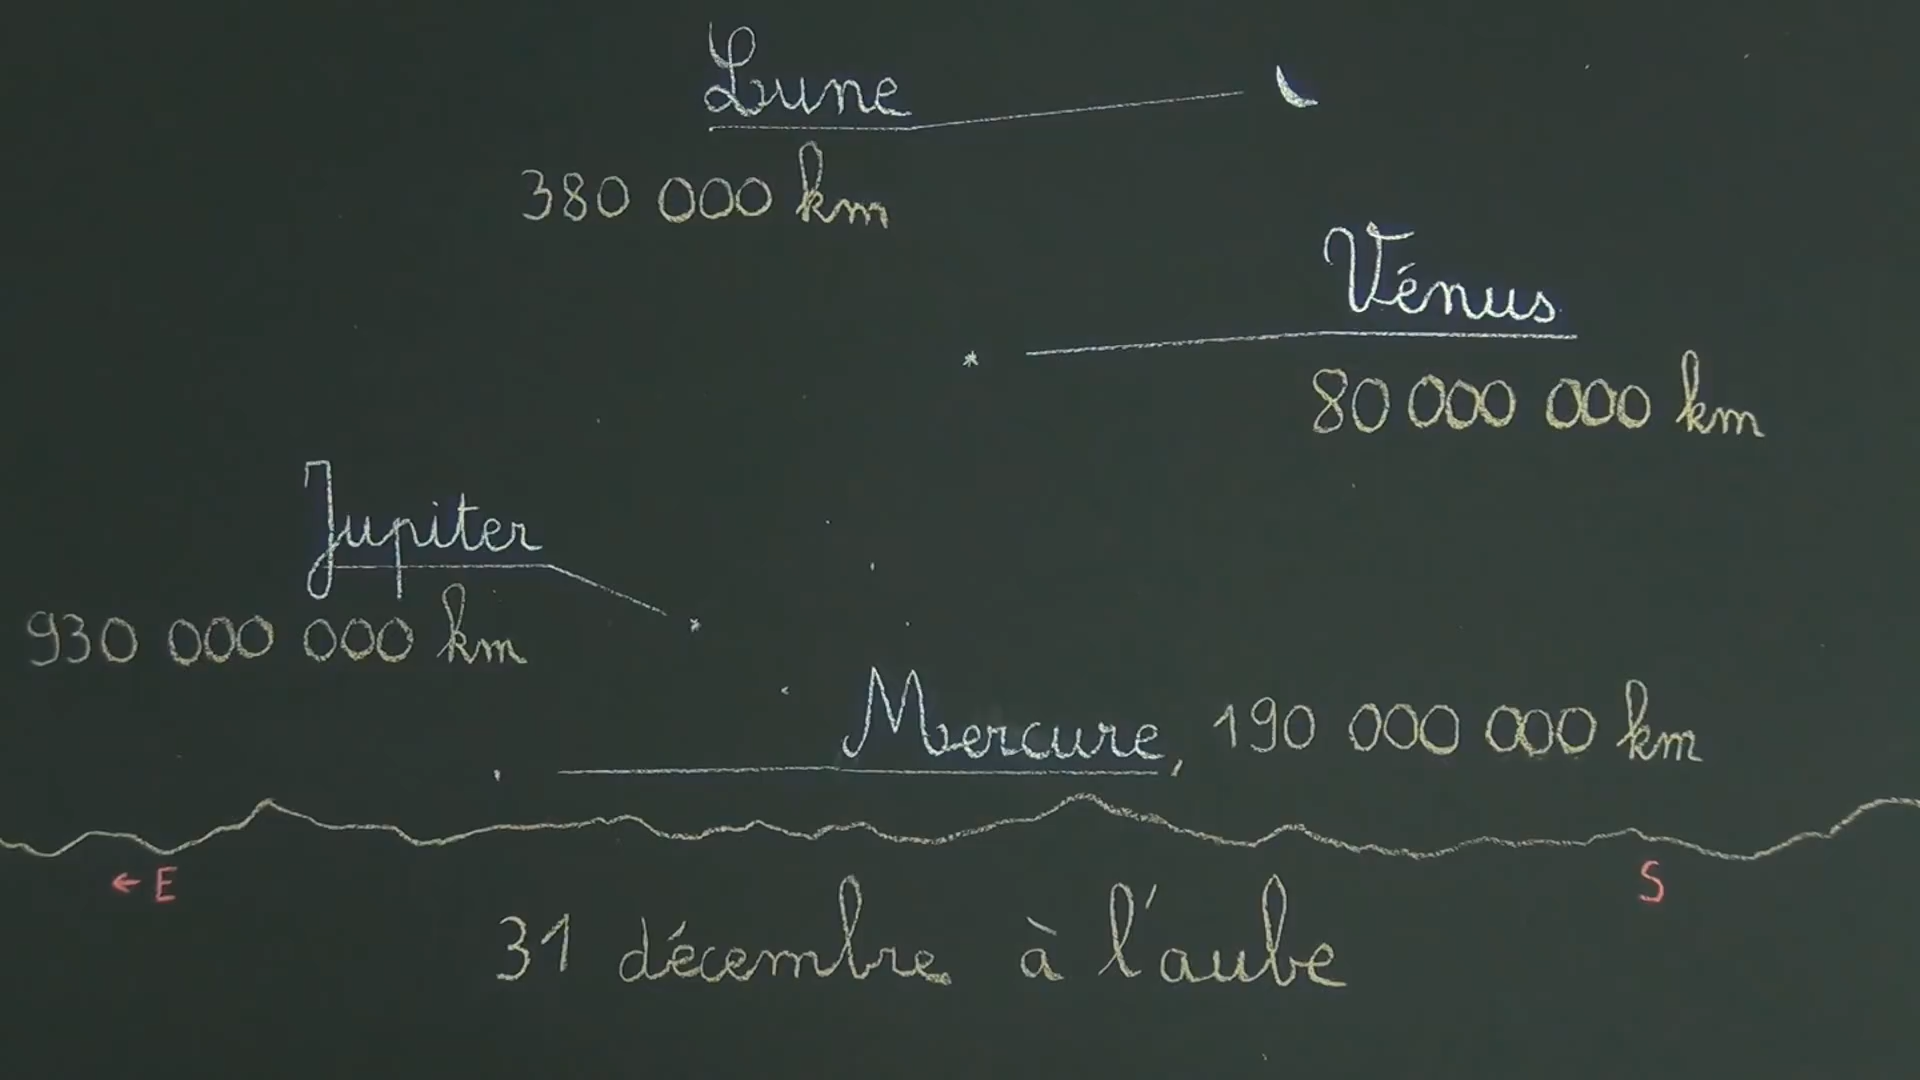 Lune
380 000 km
Vénus
80 000 000 km
Jupiter
930 000 000 km
Mercure, 190 000 000 km
← E
S
31 décembre à l'aube